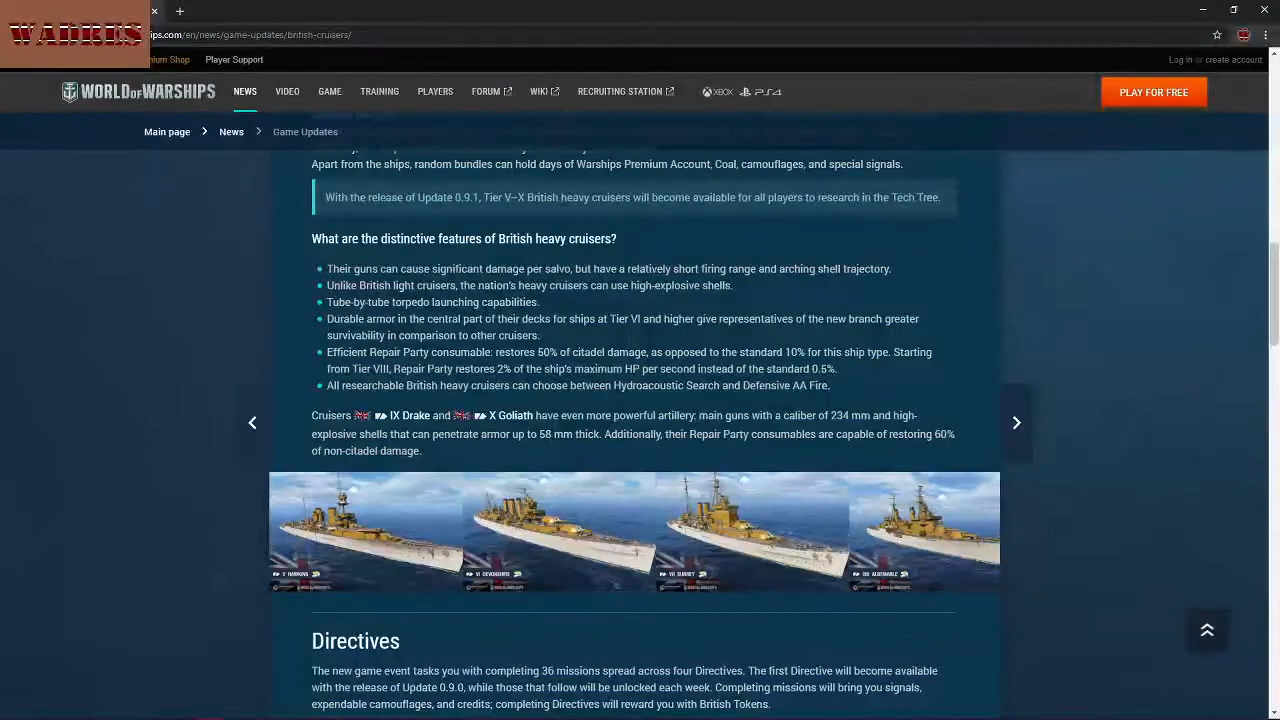 WADRES
ips.com/en/news/game-updates/british-cruisers/
nium Shop Player Support
Log in or create account
WORLD OF WARSHIPS NEWS VIDEO GAME TRAINING PLAYERS FORUM WIKI RECRUITING STATION XBOX PS4 PLAY FOR FREE
Main page News Game Updates
Apart from the ships, random bundles can hold days of Warships Premium Account, Coal, camouflages, and special signals.
With the release of Update 0.9.1, Tier V–X British heavy cruisers will become available for all players to research in the Tech Tree.
What are the distinctive features of British heavy cruisers?
Their guns can cause significant damage per salvo, but have a relatively short firing range and arching shell trajectory.
Unlike British light cruisers, the nation's heavy cruisers can use high-explosive shells.
Tube-by-tube torpedo launching capabilities.
Durable armor in the central part of their decks for ships at Tier VI and higher give representatives of the new branch greater
survivability in comparison to other cruisers.
Efficient Repair Party consumable: restores 50% of citadel damage, as opposed to the standard 10% for this ship type. Starting
from Tier VIII, Repair Party restores 2% of the ship's maximum HP per second instead of the standard 0.5%.
All researchable British heavy cruisers can choose between Hydroacoustic Search and Defensive AA Fire.
Cruisers IX Drake and X Goliath have even more powerful artillery: main guns with a caliber of 234 mm and high-
explosive shells that can penetrate armor up to 58 mm thick. Additionally, their Repair Party consumables are capable of restoring 60%
of non-citadel damage.
V HAWKINS VI DEVONSHIRE VII SURREY VIII ALBEMARLE
Directives
The new game event tasks you with completing 36 missions spread across four Directives. The first Directive will become available
with the release of Update 0.9.0, while those that follow will be unlocked each week. Completing missions will bring you signals,
expendable camouflages, and credits; completing Directives will reward you with British Tokens.